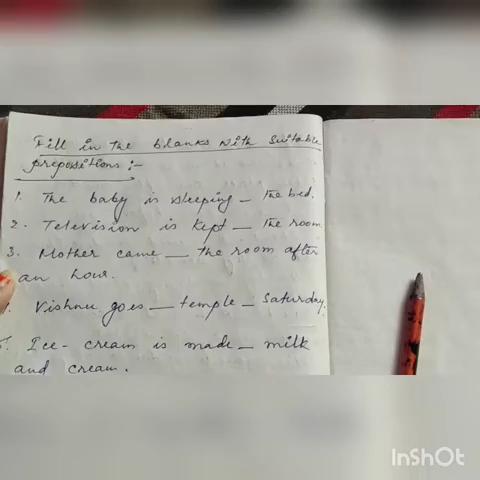 Fill in the blanks with suitable
prepositions :-
1. The baby is sleeping _ the bed.
2. Television is kept _ the room
3. Mother came _ the room after
an hour.
. Vishnu goes _ temple _ Saturday.
. Ice-cream is made _ milk
and cream.
InShOt